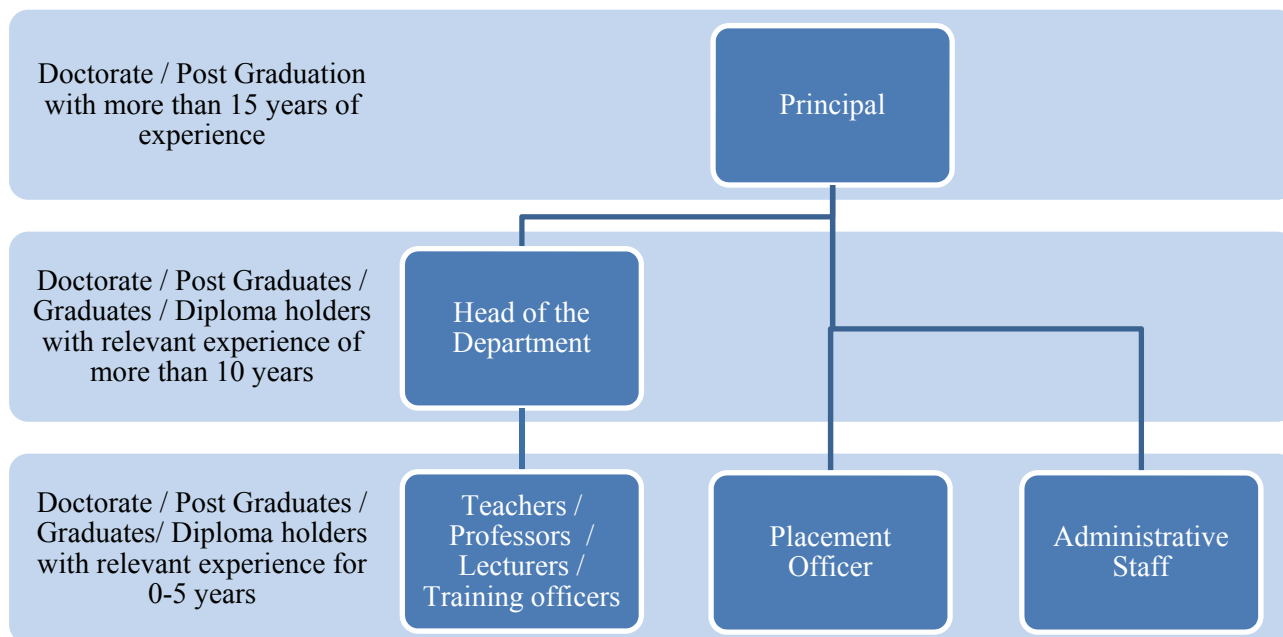 Doctorate / Post Graduation
with more than 15 years of
experience
Principal
Doctorate / Post Graduates /
Graduates / Diploma holders
with relevant experience of
more than 10 years
Head of the
Department
Doctorate / Post Graduates /
Graduates/ Diploma holders
with relevant experience for
0-5 years
Teachers /
Professors /
Lecturers /
Training officers
Placement
Officer
Administrative
Staff